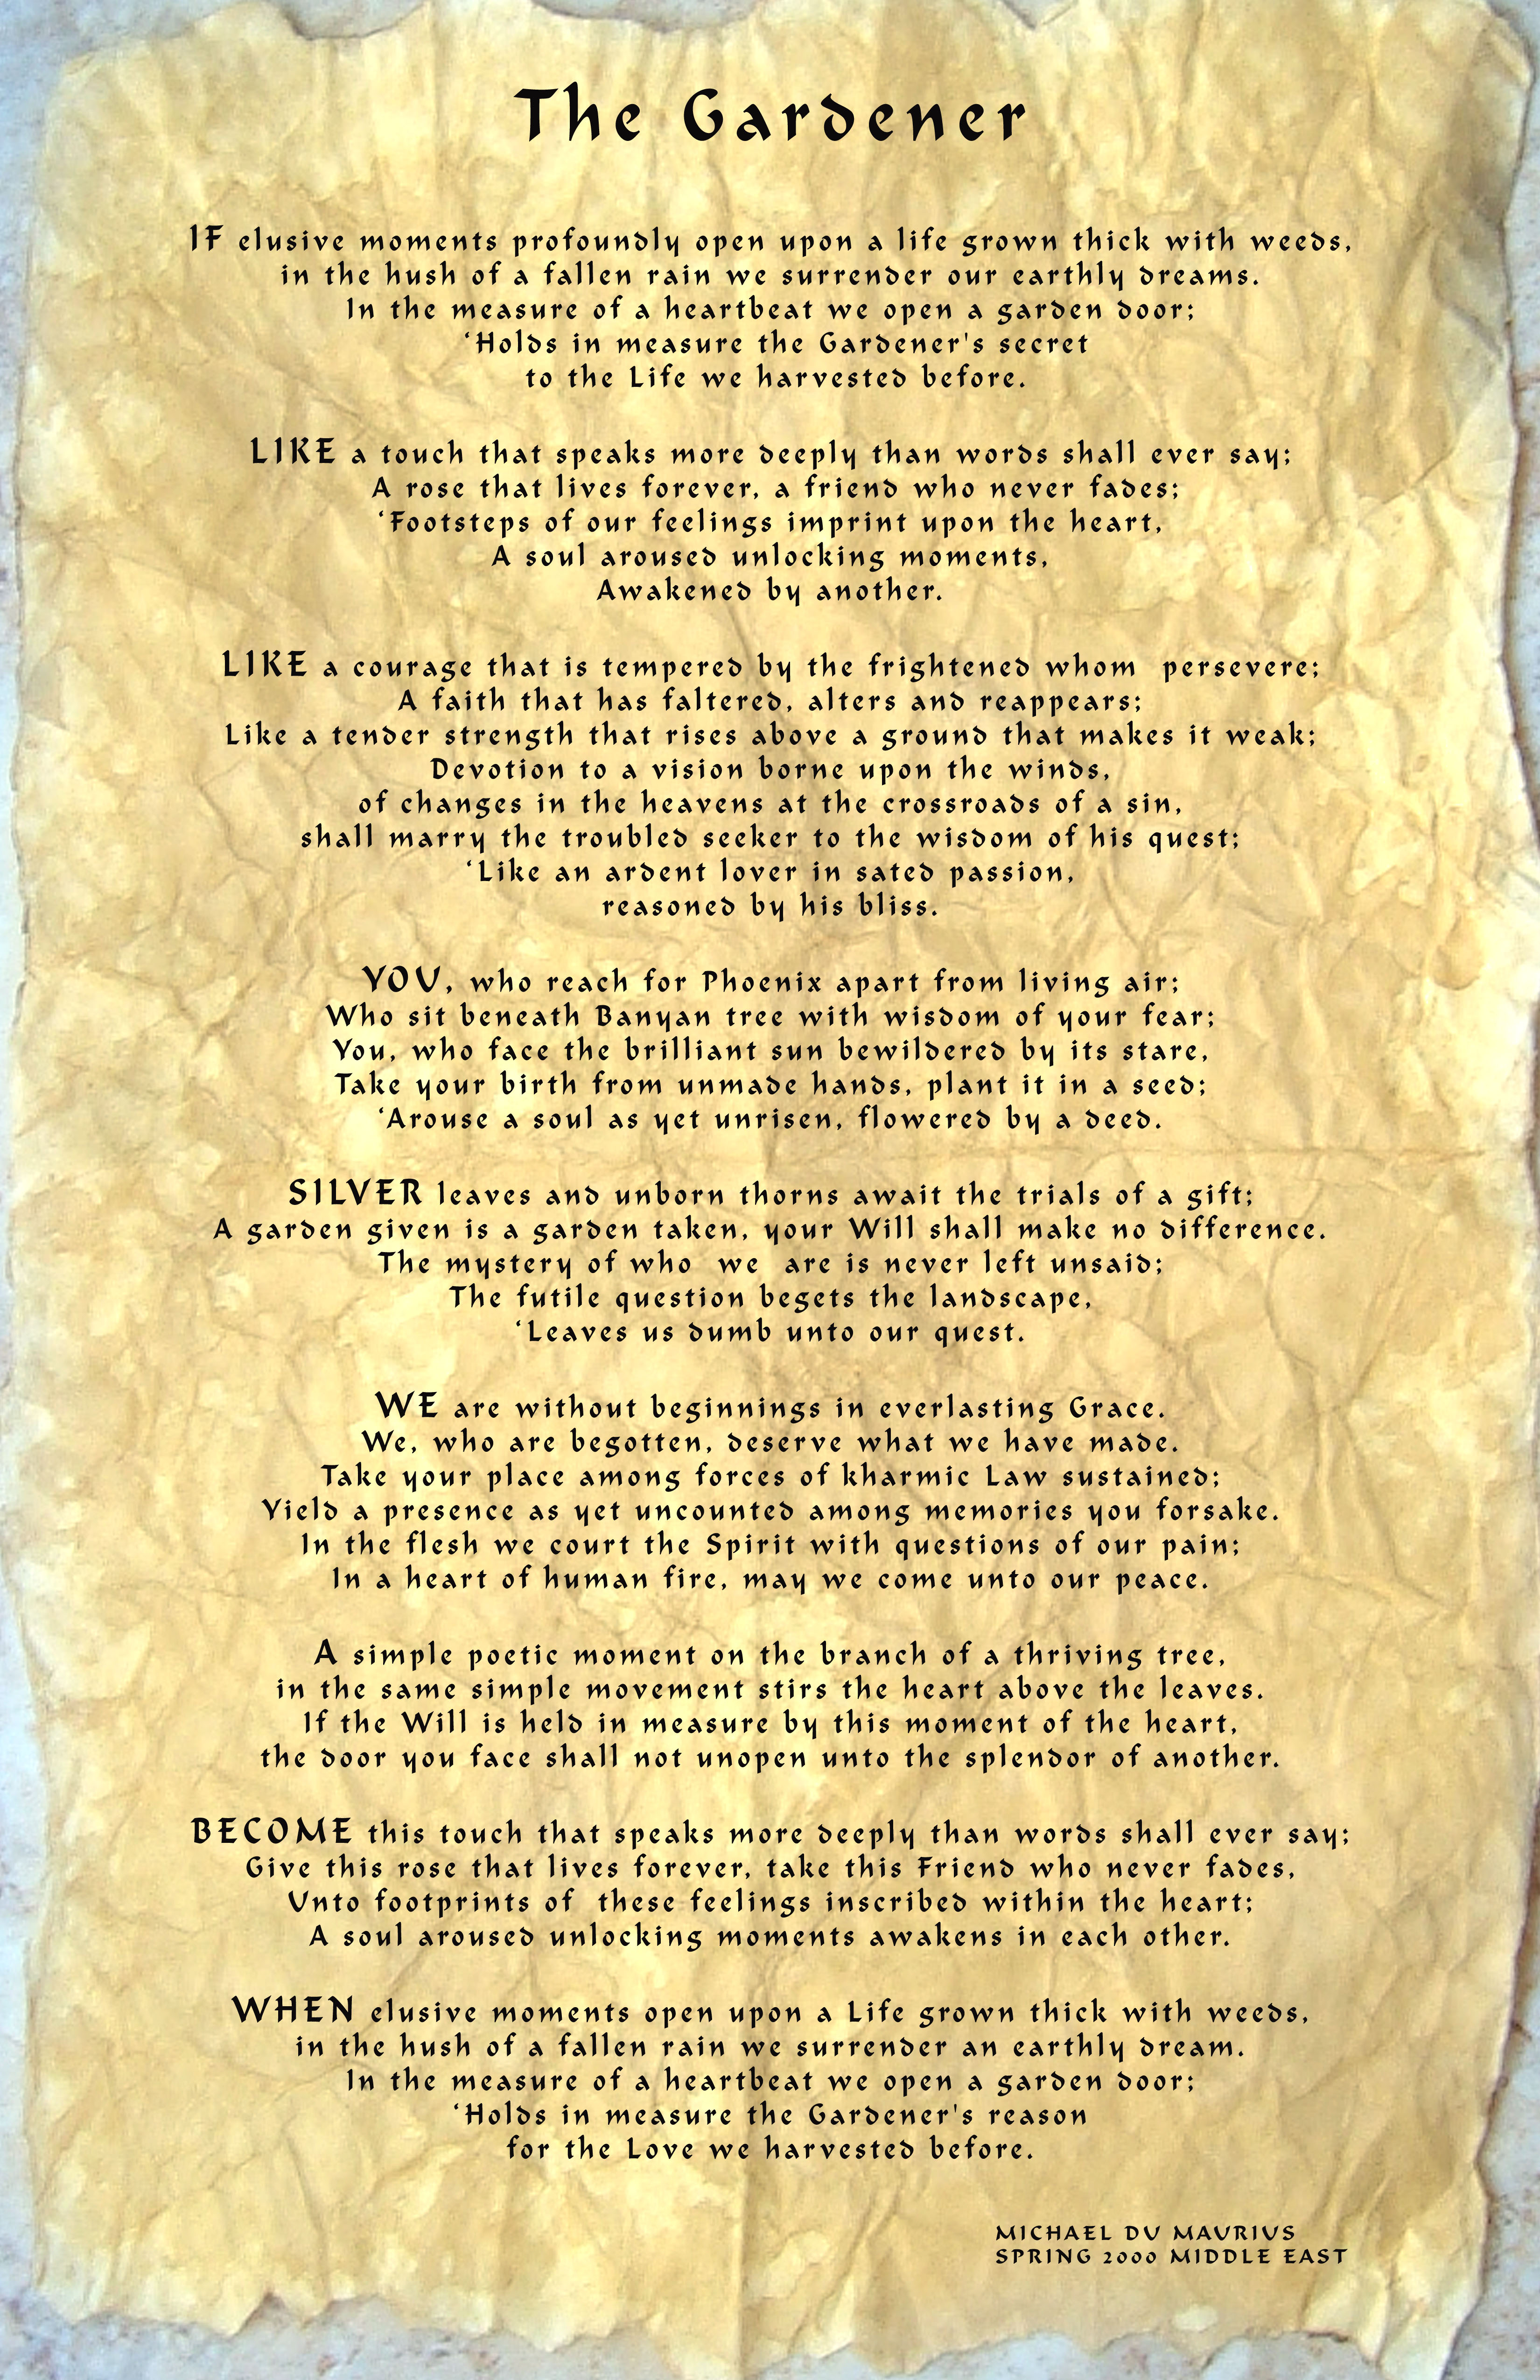 The Gardener
IF elusive moments profoundly open upon a life grown thick with weeds,
in the hush of a fallen rain we surrender our earthly dreams.
In the measure of a heartbeat we open a garden door;
‘Holds in measure the Gardener's secret
to the Life we harvested before.
LIKE a touch that speaks more deeply than words shall ever say;
A rose that lives forever, a friend who never fades;
‘Footsteps of our feelings imprint upon the heart,
A soul aroused unlocking moments,
Awakened by another.
LIKE a courage that is tempered by the frightened whom persevere;
A faith that has faltered, alters and reappears;
Like a tender strength that rises above a ground that makes it weak;
Devotion to a vision borne upon the winds,
of changes in the heavens at the crossroads of a sin,
shall marry the troubled seeker to the wisdom of his quest;
‘Like an ardent lover in sated passion,
reasoned by his bliss.
YOU, who reach for Phoenix apart from living air;
Who sit beneath Banyan tree with wisdom of your fear;
You, who face the brilliant sun bewildered by its stare,
Take your birth from unmade hands, plant it in a seed;
‘Arouse a soul as yet unrisen, flowered by a deed.
SILVER leaves and unborn thorns await the trials of a gift;
A garden given is a garden taken, your Will shall make no difference.
The mystery of who we are is never left unsaid;
The futile question begets the landscape,
‘Leaves us dumb unto our quest.
WE are without beginnings in everlasting Grace.
We, who are begotten, deserve what we have made.
Take your place among forces of kharmic Law sustained;
Yield a presence as yet uncounted among memories you forsake.
In the flesh we court the Spirit with questions of our pain;
In a heart of human fire, may we come unto our peace.
A simple poetic moment on the branch of a thriving tree,
in the same simple movement stirs the heart above the leaves.
If the Will is held in measure by this moment of the heart,
the door you face shall not unopen unto the splendor of another.
BECOME this touch that speaks more deeply than words shall ever say;
Give this rose that lives forever, take this Friend who never fades,
Unto footprints of these feelings inscribed within the heart;
A soul aroused unlocking moments awakens in each other.
WHEN elusive moments open upon a Life grown thick with weeds,
in the hush of a fallen rain we surrender an earthly dream.
In the measure of a heartbeat we open a garden door;
‘Holds in measure the Gardener's reason
for the Love we harvested before.
MICHAEL DU MAURIUS
SPRING 2000 MIDDLE EAST